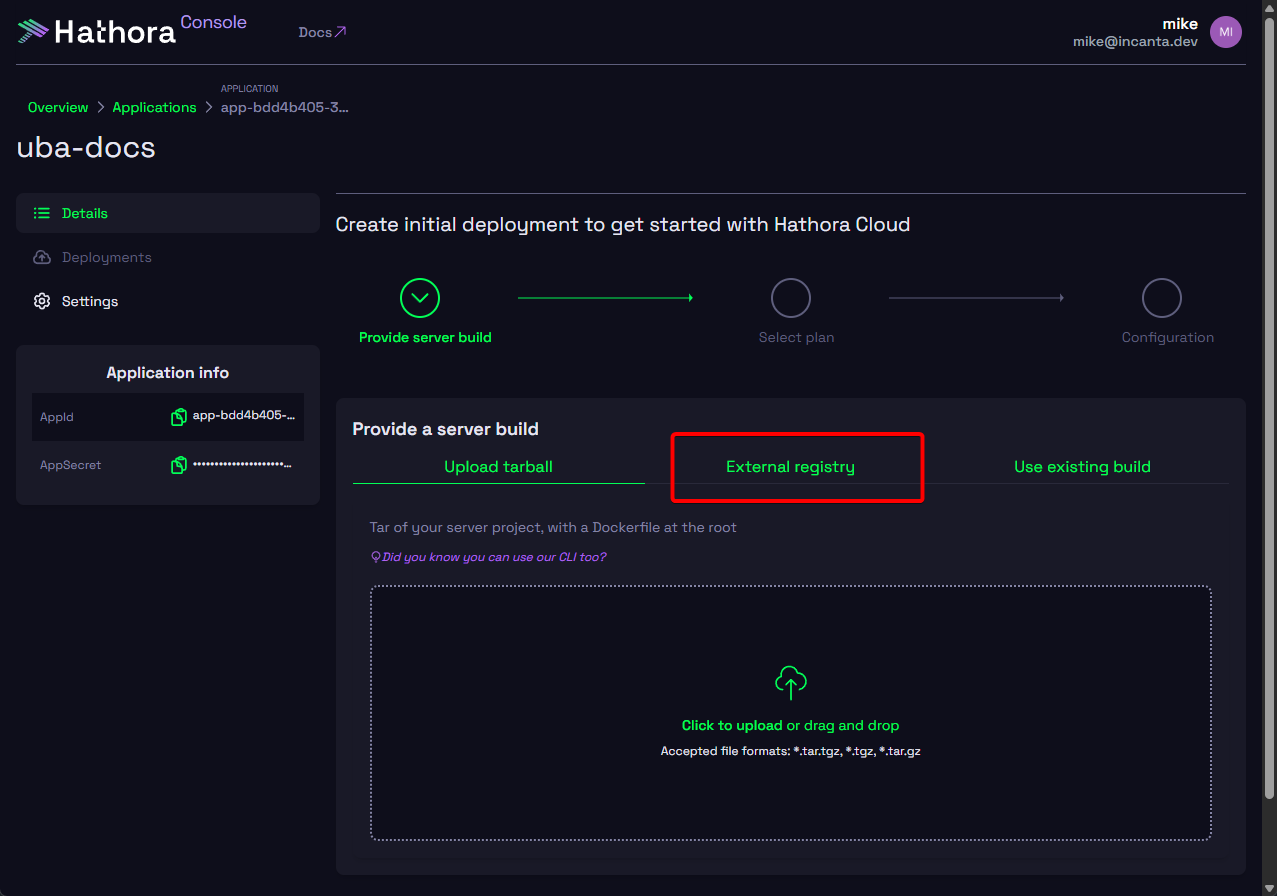 Hathora Console
Docs
mike
mike@incanta.dev
MI
APPLICATION
Overview > Applications > app-bdd4b405-3...
uba-docs
Details
Deployments
Settings
Application info
AppId app-bdd4b405-...
AppSecret •••••••••••••••••••••...
Create initial deployment to get started with Hathora Cloud
Provide server build
Select plan
Configuration
Provide a server build
Upload tarball
External registry
Use existing build
Tar of your server project, with a Dockerfile at the root
Did you know you can use our CLI too?
Click to upload or drag and drop
Accepted file formats: *.tar.tgz, *.tgz, *.tar.gz